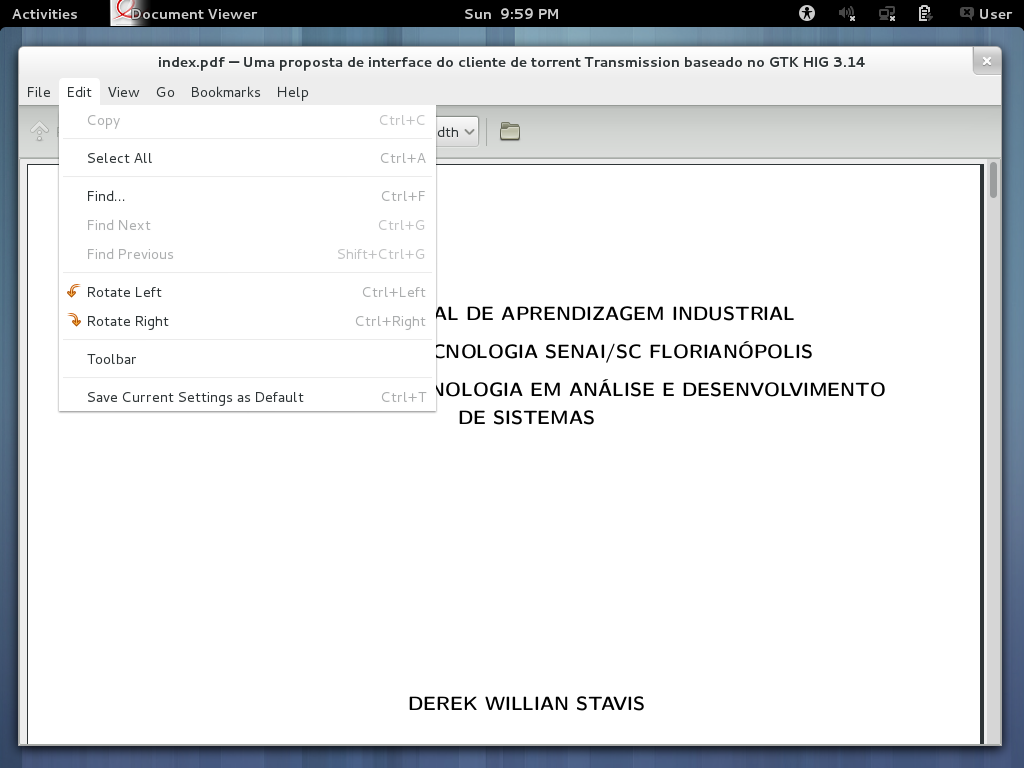 Activities Document Viewer Sun 9:59 PM User
index.pdf — Uma proposta de interface do cliente de torrent Transmission baseado no GTK HIG 3.14
File Edit View Go Bookmarks Help
Copy Ctrl+C
dth
Select All Ctrl+A
Find... Ctrl+F
Find Next Ctrl+G
Find Previous Shift+Ctrl+G
Rotate Left Ctrl+Left
Rotate Right Ctrl+Right
Toolbar
Save Current Settings as Default Ctrl+T
AL DE APRENDIZAGEM INDUSTRIAL
CNOLOGIA SENAI/SC FLORIANÓPOLIS
NOLOGIA EM ANÁLISE E DESENVOLVIMENTO
DE SISTEMAS
DEREK WILLIAN STAVIS